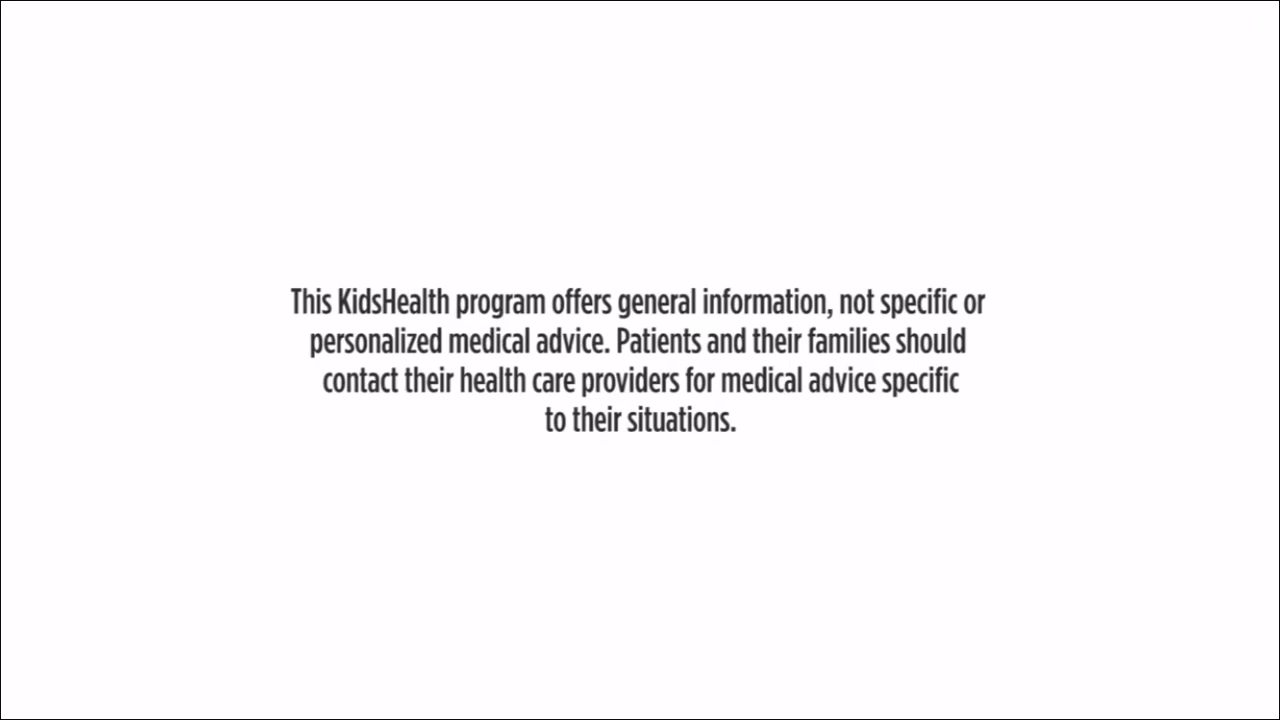 This KidsHealth program offers general information, not specific or
personalized medical advice. Patients and their families should
contact their health care providers for medical advice specific
to their situations.